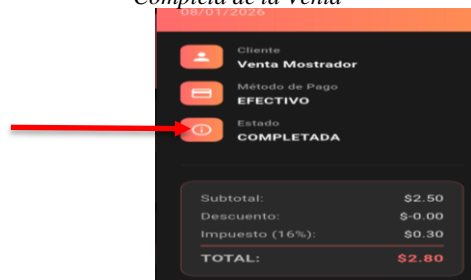 Completa de la Venta
08/01/2026
Cliente
Venta Mostrador
Método de Pago
EFECTIVO
Estado
COMPLETADA
Subtotal: $2.50
Descuento: $-0.00
Impuesto (16%): $0.30
TOTAL: $2.80